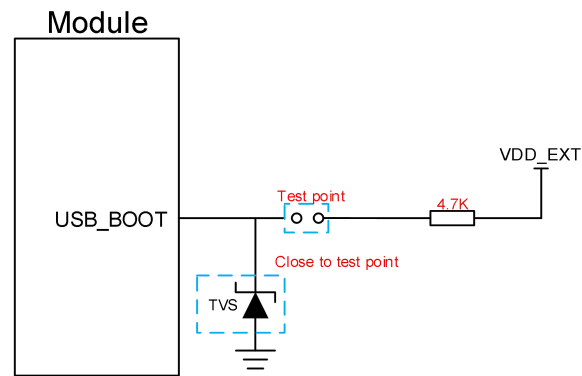 Module
VDD_EXT
Test point
4.7K
USB_BOOT
Close to test point
TVS